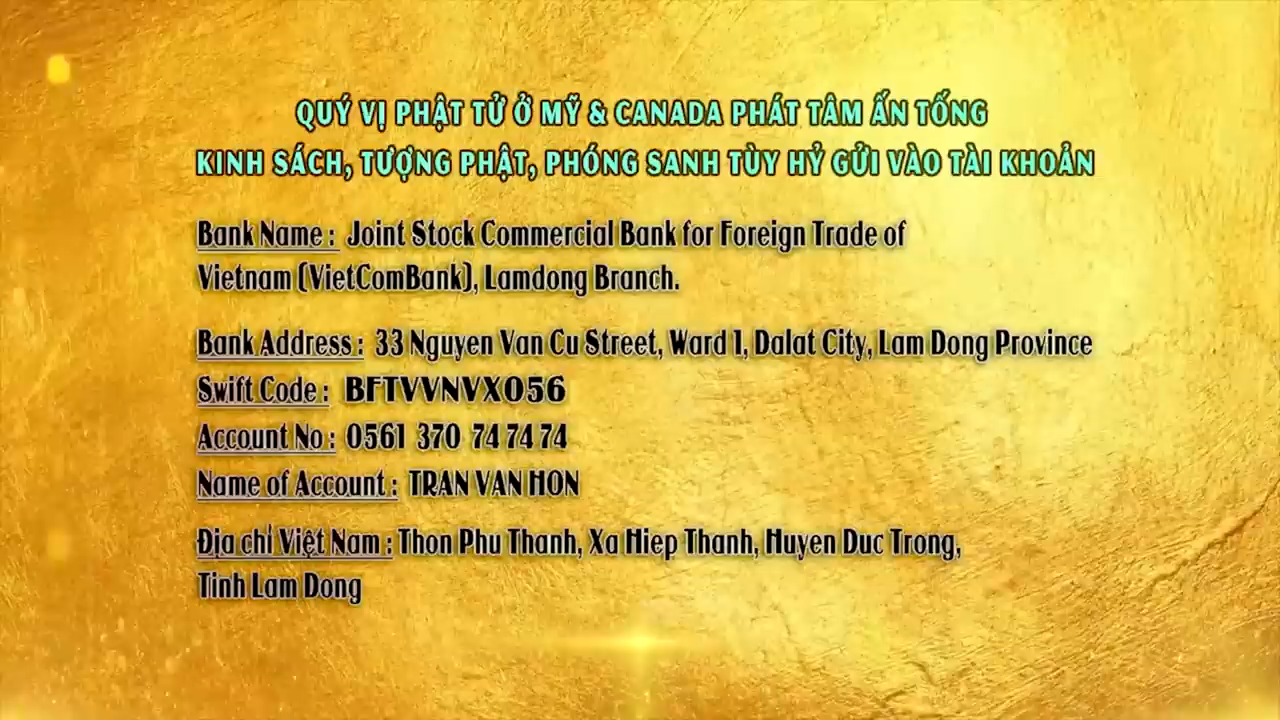 QUÝ VỊ PHẬT TỬ Ở MỸ & CANADA PHÁT TÂM ẤN TỐNG
KINH SÁCH, TƯỢNG PHẬT, PHÓNG SANH TÙY HỶ GỬI VÀO TÀI KHOẢN
Bank Name : Joint Stock Commercial Bank for Foreign Trade of
Vietnam (VietComBank), Lamdong Branch.
Bank Address : 33 Nguyen Van Cu Street, Ward 1, Dalat City, Lam Dong Province
Swift Code : BFTVVNVX056
Account No : 0561 370 74 74 74
Name of Account : TRAN VAN HON
Địa chỉ Việt Nam : Thon Phu Thanh, Xa Hiep Thanh, Huyen Duc Trong,
Tinh Lam Dong